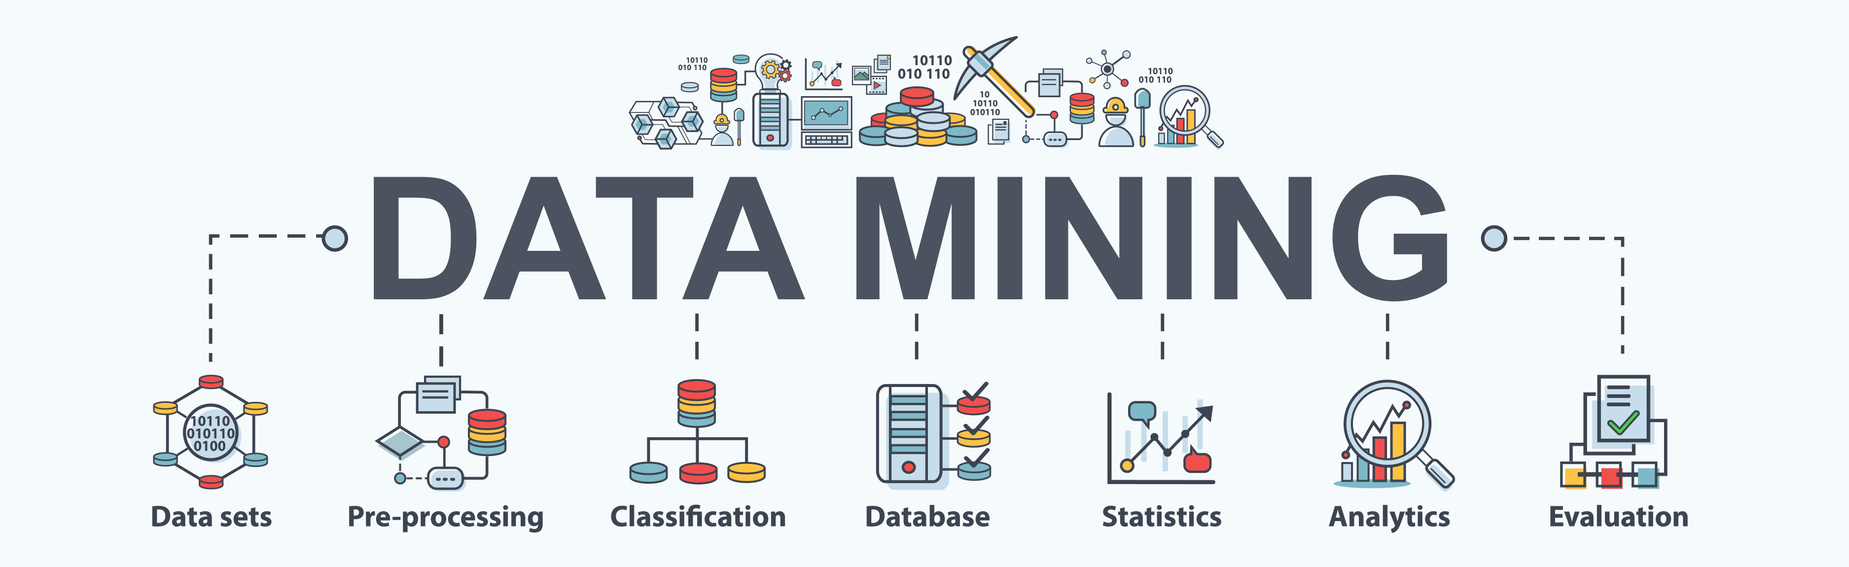 10110
010 110
10110
010 110
10
10110
010110
10110
010 110
DATA MINING
10110
010110
0100
Data sets
Pre-processing
Classification
Database
Statistics
Analytics
Evaluation